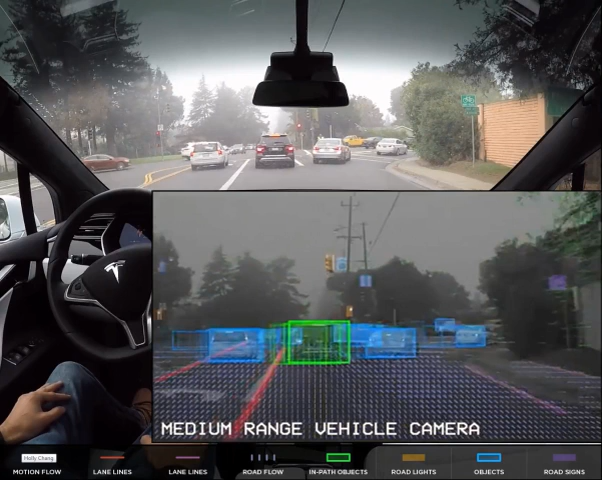 MEDIUM RANGE VEHICLE CAMERA
Holly Chang
MOTION FLOW
LANE LINES
LANE LINES
ROAD FLOW
IN-PATH OBJECTS
ROAD LIGHTS
OBJECTS
ROAD SIGNS